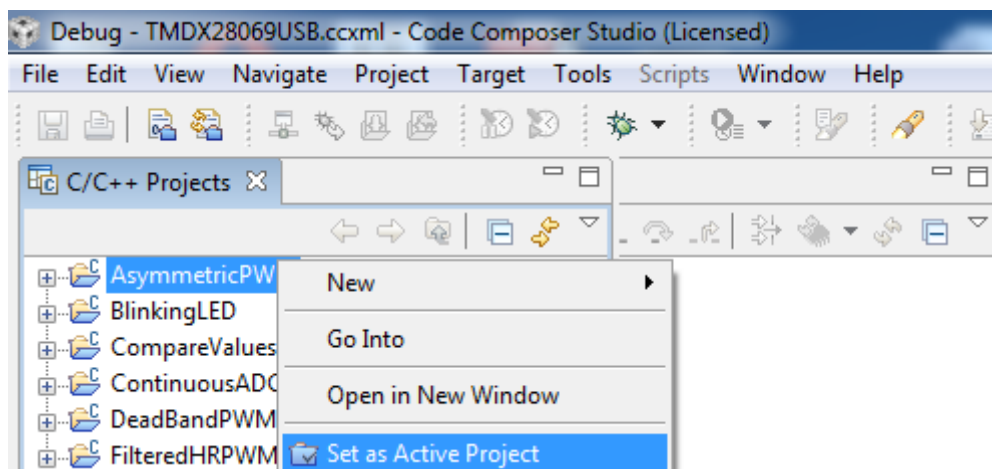 Debug - TMDX28069USB.ccxml - Code Composer Studio (Licensed)
File Edit View Navigate Project Target Tools Scripts Window Help
C/C++ Projects
AsymmetricPW
New
BlinkingLED
Go Into
CompareValues
ContinuousADC
Open in New Window
DeadBandPWM
FilteredHRPWM
Set as Active Project